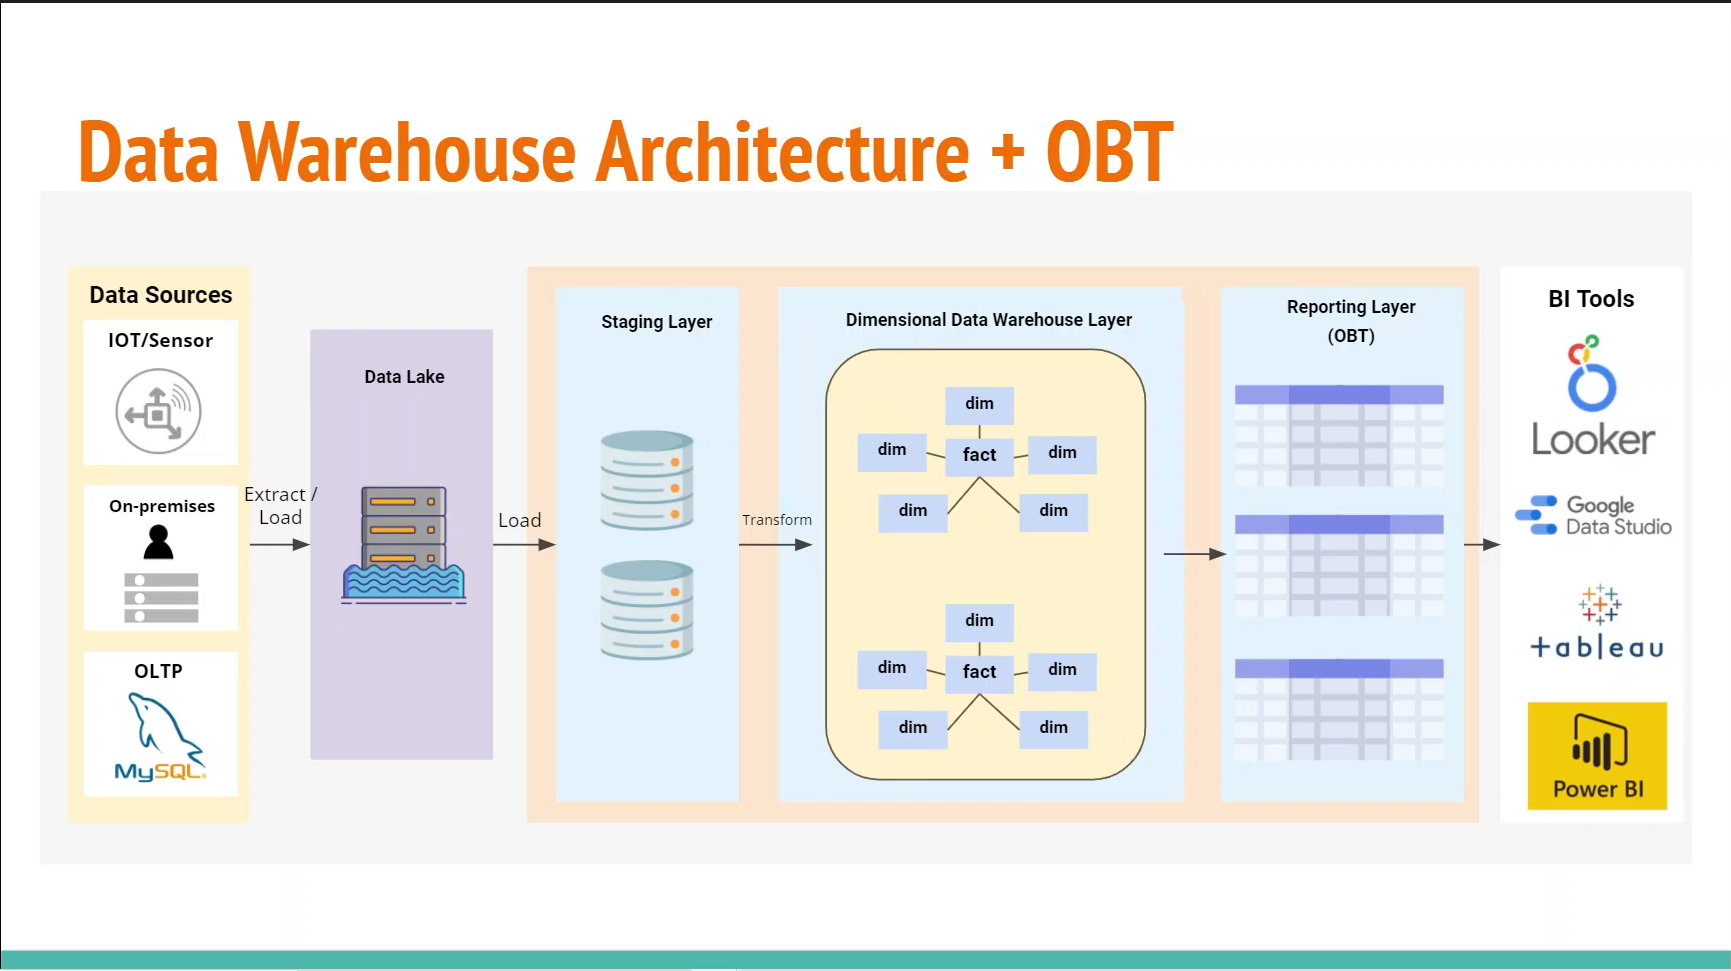 Data Warehouse Architecture + OBT
Data Sources
IOT/Sensor
On-premises
OLTP
MySQL
Extract /
Load
Data Lake
Load
Staging Layer
Transform
Dimensional Data Warehouse Layer
dim
dim
fact
dim
dim
dim
dim
dim
fact
dim
dim
dim
Reporting Layer
(OBT)
BI Tools
Looker
Google
Data Studio
+ableau
Power BI